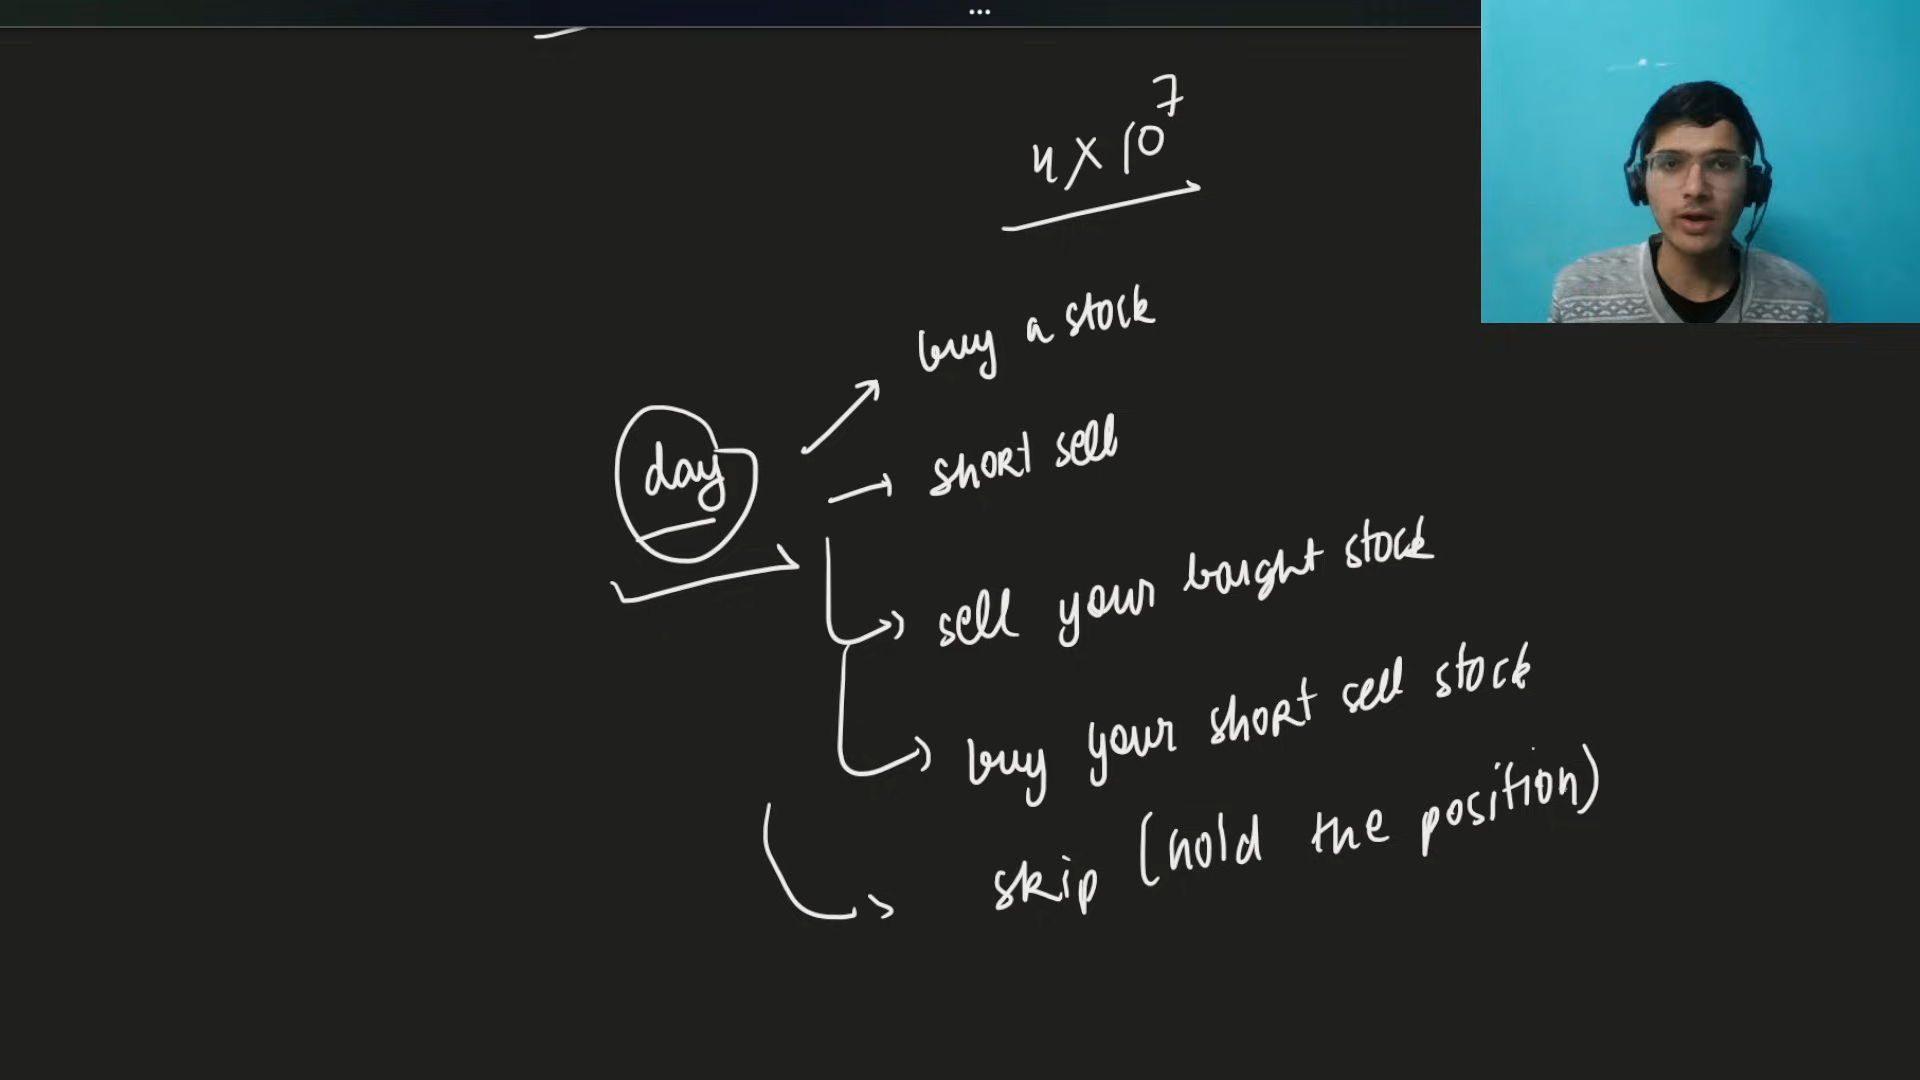 ...
4 × 10^7
buy a stock
day
short sell
sell your bought stock
buy your short sell stock
skip (hold the position)